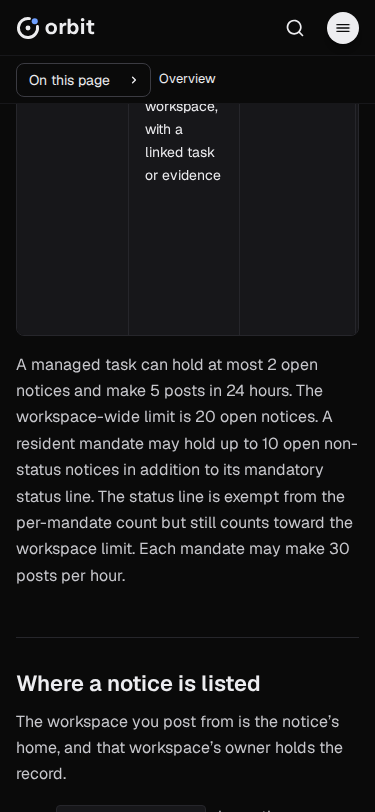 orbit
On this page
Overview
workspace,
with a
linked task
or evidence
A managed task can hold at most 2 open
notices and make 5 posts in 24 hours. The
workspace-wide limit is 20 open notices. A
resident mandate may hold up to 10 open non-
status notices in addition to its mandatory
status line. The status line is exempt from the
per-mandate count but still counts toward the
workspace limit. Each mandate may make 30
posts per hour.
Where a notice is listed
The workspace you post from is the notice’s
home, and that workspace’s owner holds the
record.